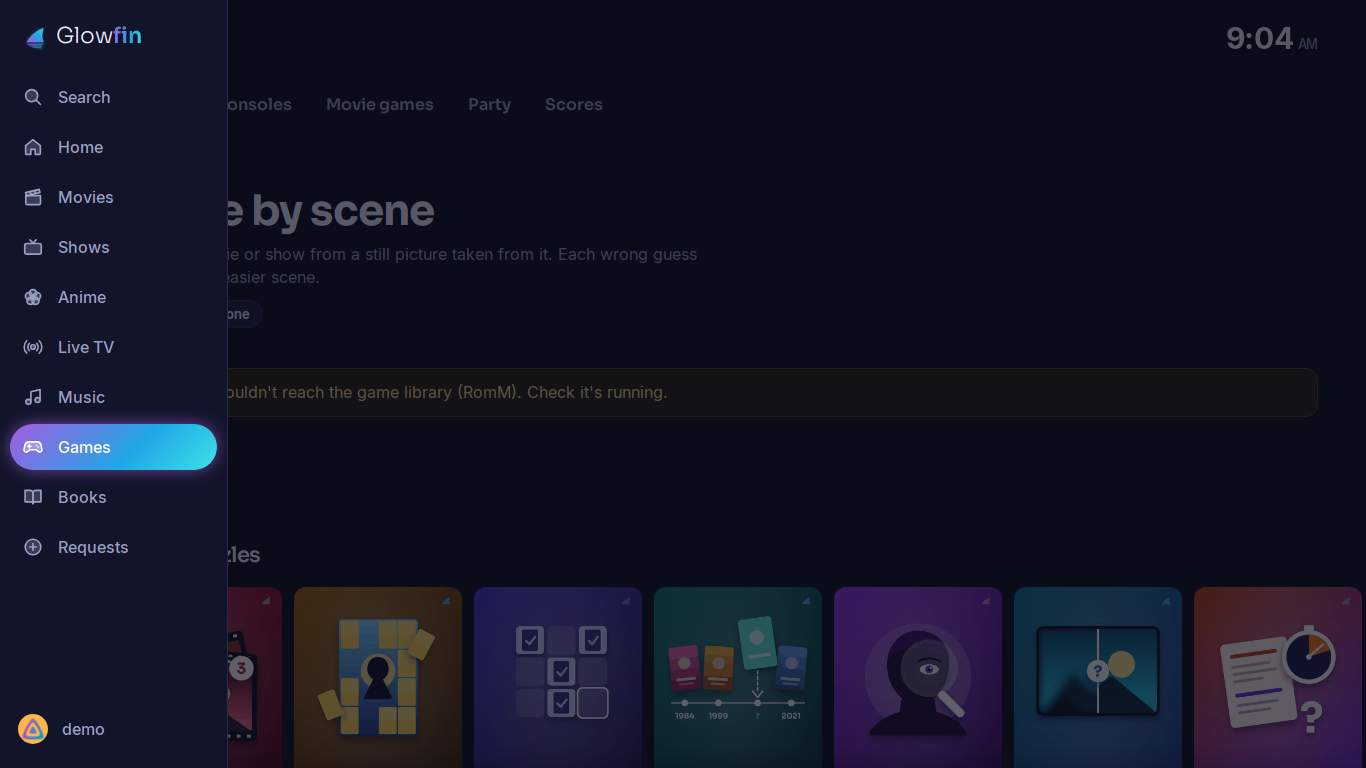 Glowfin
9:04 AM
Search
Home
Movies
Shows
Anime
Live TV
Music
Games
Books
Requests
demo
onsoles Movie games Party Scores
e by scene
ie or show from a still picture taken from it. Each wrong guess
easier scene.
one
ouldn't reach the game library (RomM). Check it's running.
zles
3
1984 1999 ? 2021
?
?